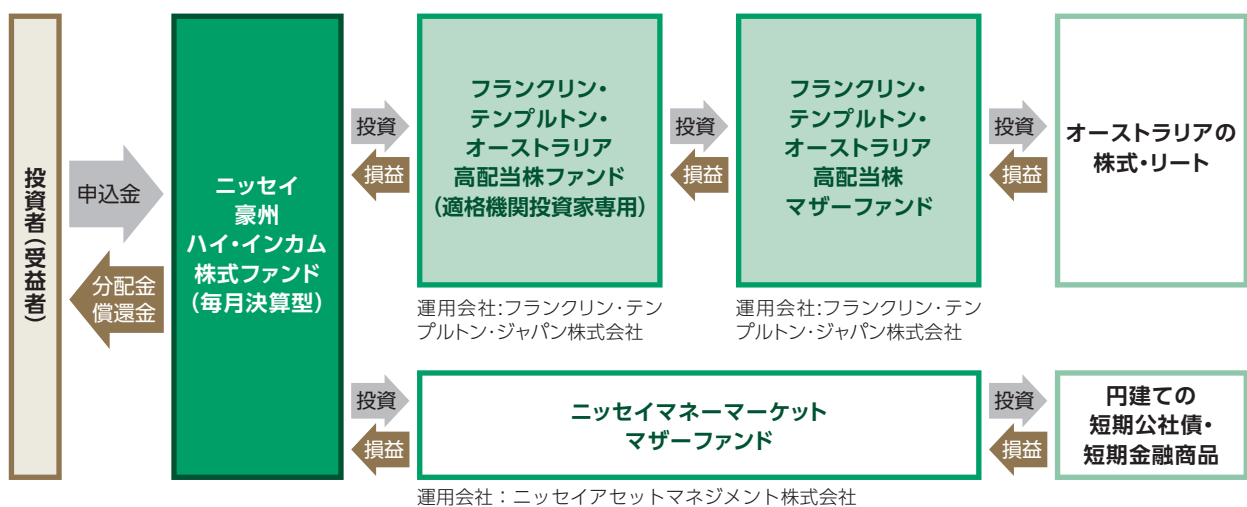 投資者（受益者）
申込金
分配金
償還金
ニッセイ
豪州
ハイ・インカム
株式ファンド
（毎月決算型）
投資
損益
フランクリン・
テンプルトン・
オーストラリア
高配当株ファンド
（適格機関投資家専用）
運用会社:フランクリン・テン
プルトン・ジャパン株式会社
投資
損益
フランクリン・
テンプルトン・
オーストラリア
高配当株
マザーファンド
運用会社:フランクリン・テン
プルトン・ジャパン株式会社
投資
損益
オーストラリアの
株式・リート
投資
損益
ニッセイマネーマーケット
マザーファンド
運用会社：ニッセイアセットマネジメント株式会社
投資
損益
円建ての
短期公社債・
短期金融商品